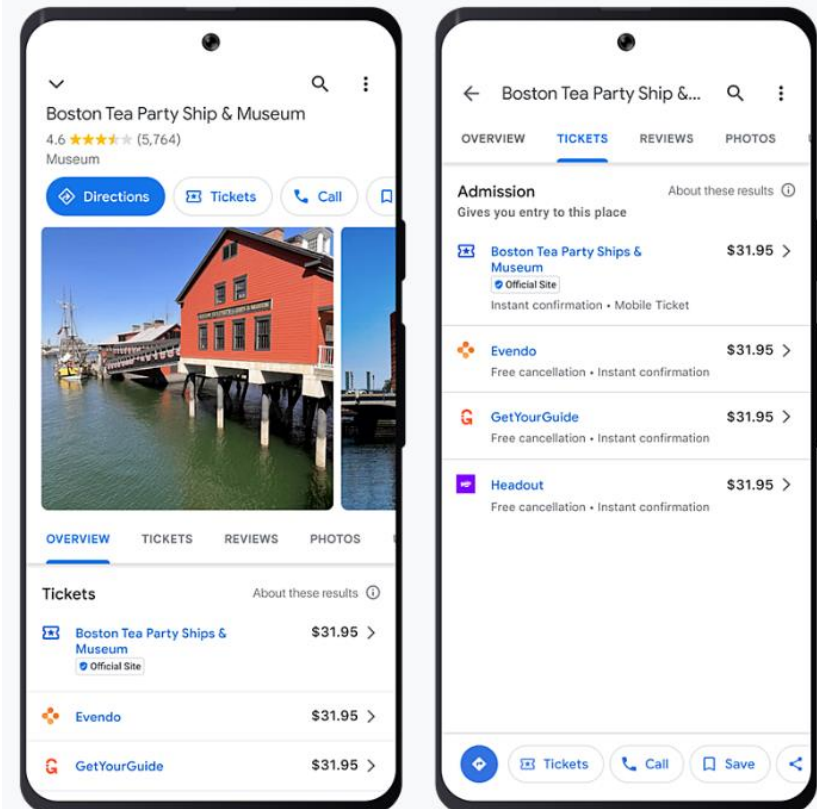 Boston Tea Party Ship & Museum
4.6 (5,764)
Museum
Directions
Tickets
Call
OVERVIEW TICKETS REVIEWS PHOTOS
Tickets
About these results
Boston Tea Party Ships &
Museum
$31.95
Official Site
Evendo
$31.95
GetYourGuide
$31.95
Boston Tea Party Ship &...
OVERVIEW TICKETS REVIEWS PHOTOS
Admission
About these results
Gives you entry to this place
Boston Tea Party Ships &
Museum
$31.95
Official Site
Instant confirmation • Mobile Ticket
Evendo
$31.95
Free cancellation • Instant confirmation
GetYourGuide
$31.95
Free cancellation • Instant confirmation
Headout
$31.95
Free cancellation • Instant confirmation
Tickets
Call
Save